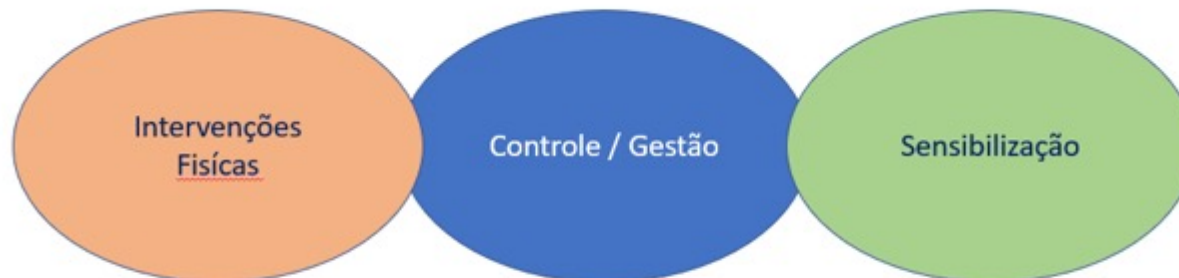 Intervenções
Fisícas
Controle / Gestão
Sensibilização